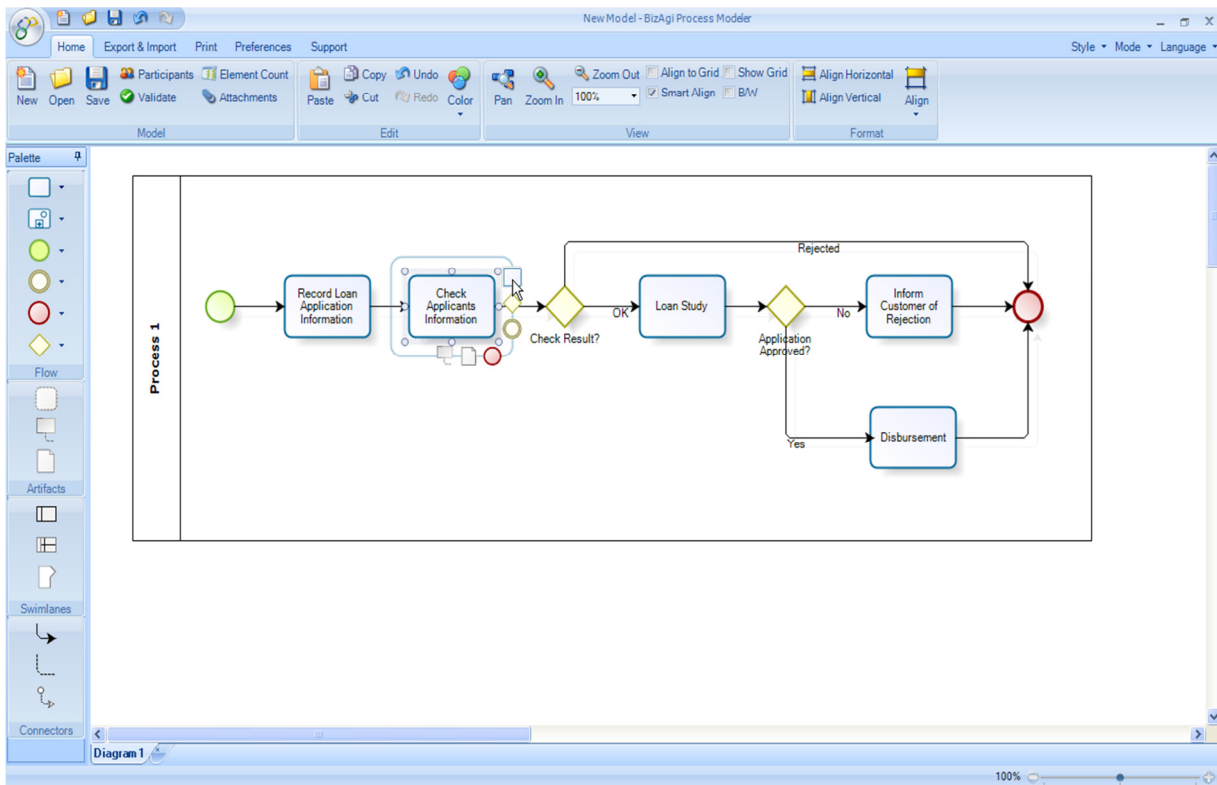 New Model - BizAgi Process Modeler
Home Export & Import Print Preferences Support
Style Mode Language
New
Open
Save
Participants
Validate
Element Count
Attachments
Model
Paste
Copy
Cut
Undo
Redo
Color
Edit
Pan
Zoom In
Zoom Out
100%
Align to Grid
Smart Align
Show Grid
B/W
View
Align Horizontal
Align Vertical
Align
Format
Palette
Flow
Artifacts
Swimlanes
Connectors
Process 1
Record Loan
Application
Information
Check
Applicants
Information
Check Result?
Rejected
OK
Loan Study
Application
Approved?
No
Inform
Customer of
Rejection
Yes
Disbursement
Diagram 1
100%